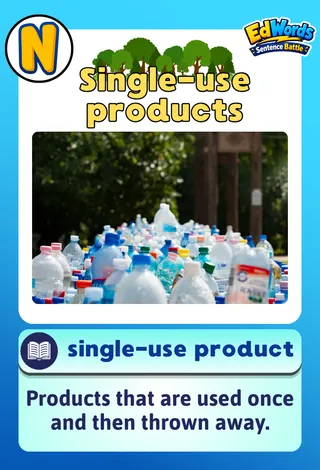 N
EdWords
Sentence Battle
Single-use
products
single-use product
Products that are used once
and then thrown away.